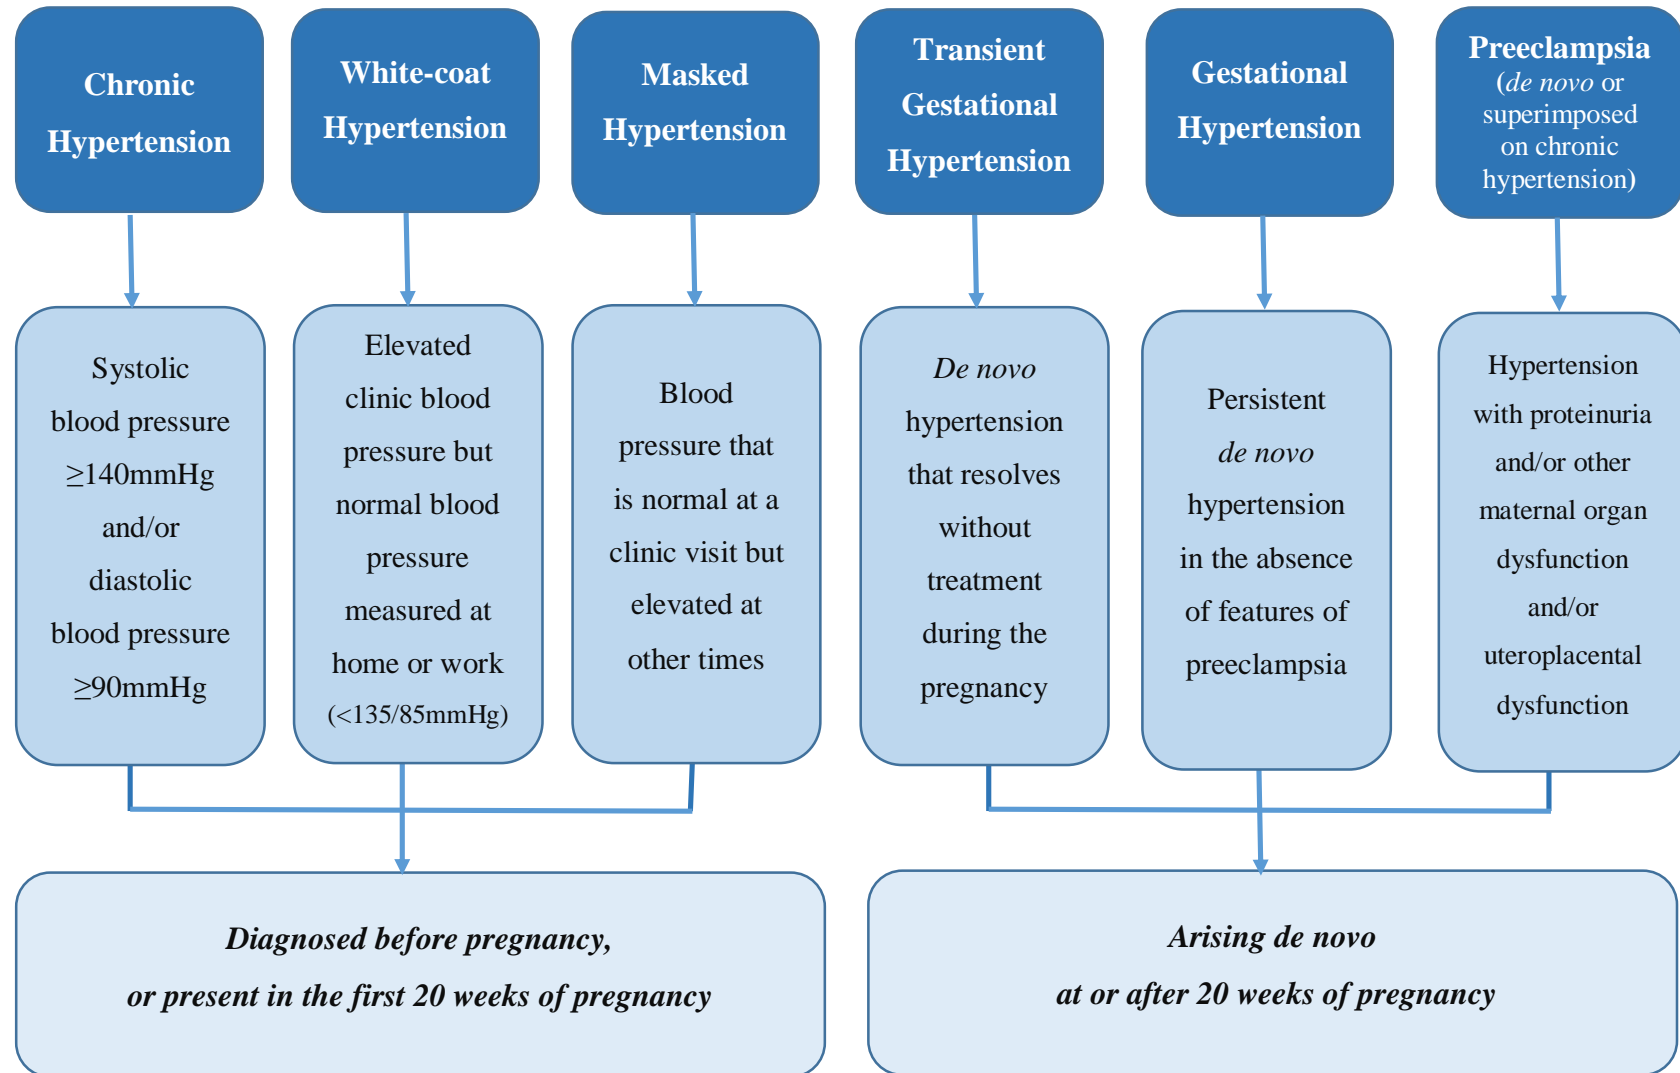 Chronic
Hypertension
White-coat
Hypertension
Masked
Hypertension
Transient
Gestational
Hypertension
Gestational
Hypertension
Preeclampsia
(de novo or
superimposed
on chronic
hypertension)
Systolic
blood pressure
≥140mmHg
and/or
diastolic
blood pressure
≥90mmHg
Elevated
clinic blood
pressure but
normal blood
pressure
measured at
home or work
(<135/85mmHg)
Blood
pressure that
is normal at a
clinic visit but
elevated at
other times
De novo
hypertension
that resolves
without
treatment
during the
pregnancy
Persistent
de novo
hypertension
in the absence
of features of
preeclampsia
Hypertension
with proteinuria
and/or other
maternal organ
dysfunction
and/or
uteroplacental
dysfunction
Diagnosed before pregnancy,
or present in the first 20 weeks of pregnancy
Arising de novo
at or after 20 weeks of pregnancy